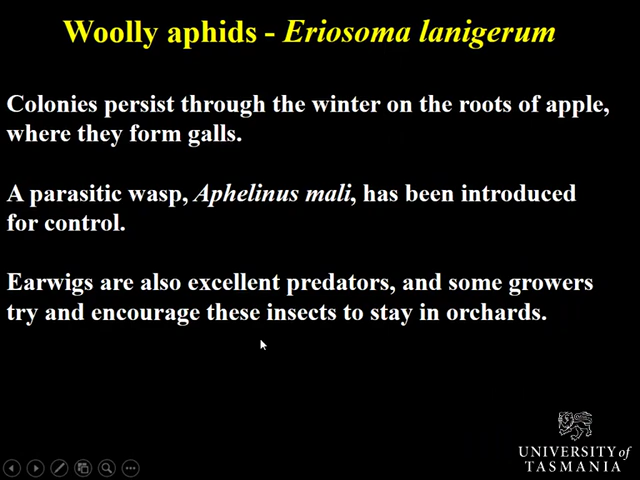 Woolly aphids - Eriosoma lanigerum
Colonies persist through the winter on the roots of apple,
where they form galls.
A parasitic wasp, Aphelinus mali, has been introduced
for control.
Earwigs are also excellent predators, and some growers
try and encourage these insects to stay in orchards.
UNIVERSITY of
TASMANIA